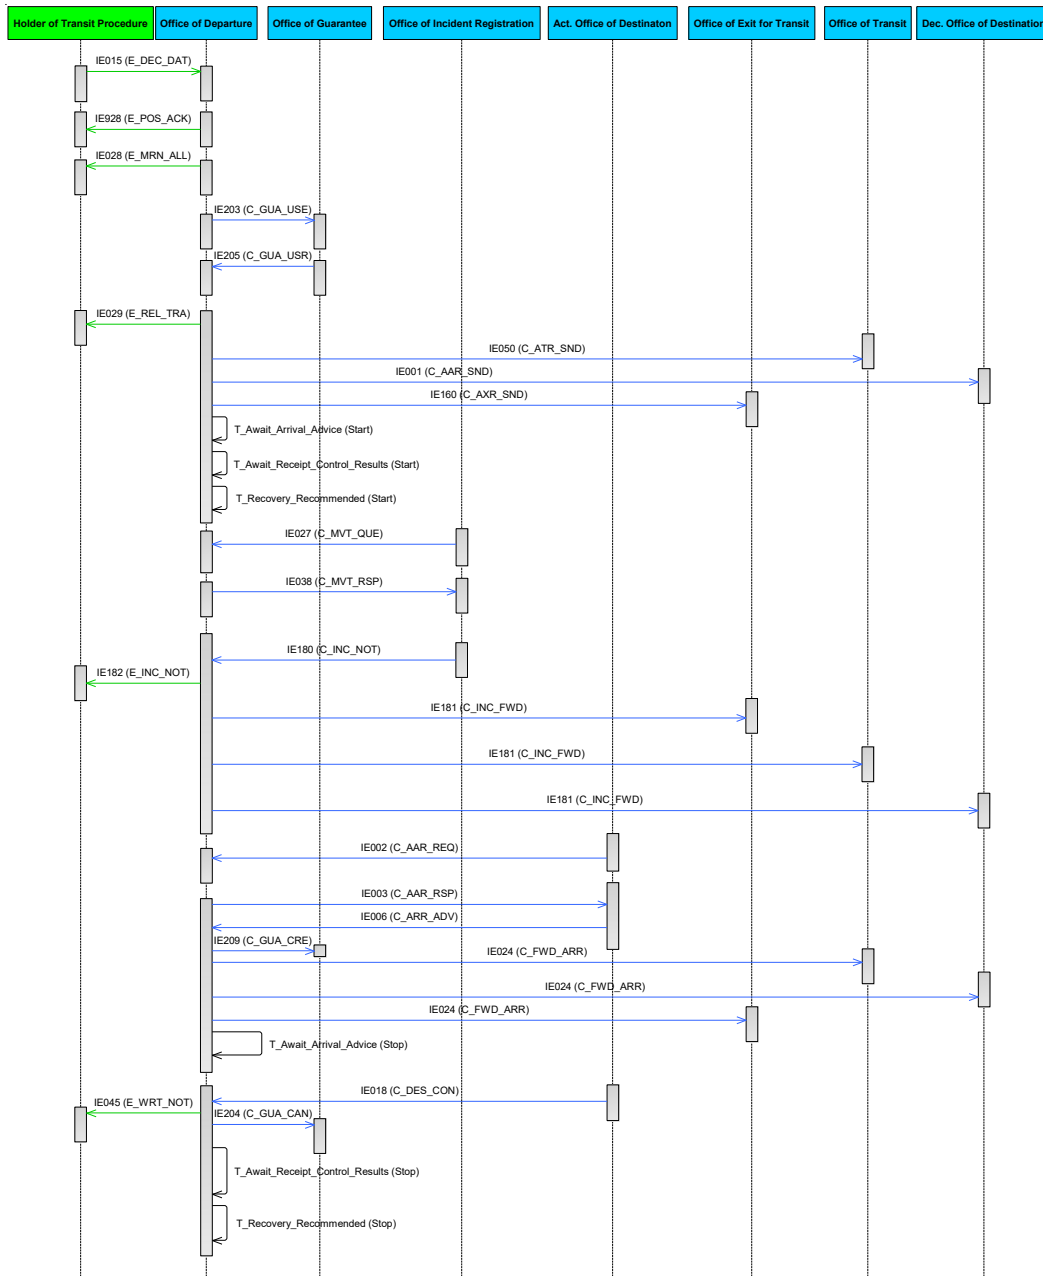 Holder of Transit Procedure
Office of Departure
Office of Guarantee
Office of Incident Registration
Act. Office of Destinaton
Office of Exit for Transit
Office of Transit
Dec. Office of Destination
IE015 (E_DEC_DAT)
IE928 (E_POS_ACK)
IE028 (E_MRN_ALL)
IE203 (C_GUA_USE)
IE205 (C_GUA_USR)
IE029 (E_REL_TRA)
IE050 (C_ATR_SND)
IE001 (C_AAR_SND)
IE160 (C_AXR_SND)
T_Await_Arrival_Advice (Start)
T_Await_Receipt_Control_Results (Start)
T_Recovery_Recommended (Start)
IE027 (C_MVT_QUE)
IE038 (C_MVT_RSP)
IE180 (C_INC_NOT)
IE182 (E_INC_NOT)
IE181 (C_INC_FWD)
IE181 (C_INC_FWD)
IE181 (C_INC_FWD)
IE002 (C_AAR_REQ)
IE003 (C_AAR_RSP)
IE006 (C_ARR_ADV)
IE209 (C_GUA_CRE)
IE024 (C_FWD_ARR)
IE024 (C_FWD_ARR)
IE024 (C_FWD_ARR)
T_Await_Arrival_Advice (Stop)
IE018 (C_DES_CON)
IE045 (E_WRT_NOT)
IE204 (C_GUA_CAN)
T_Await_Receipt_Control_Results (Stop)
T_Recovery_Recommended (Stop)